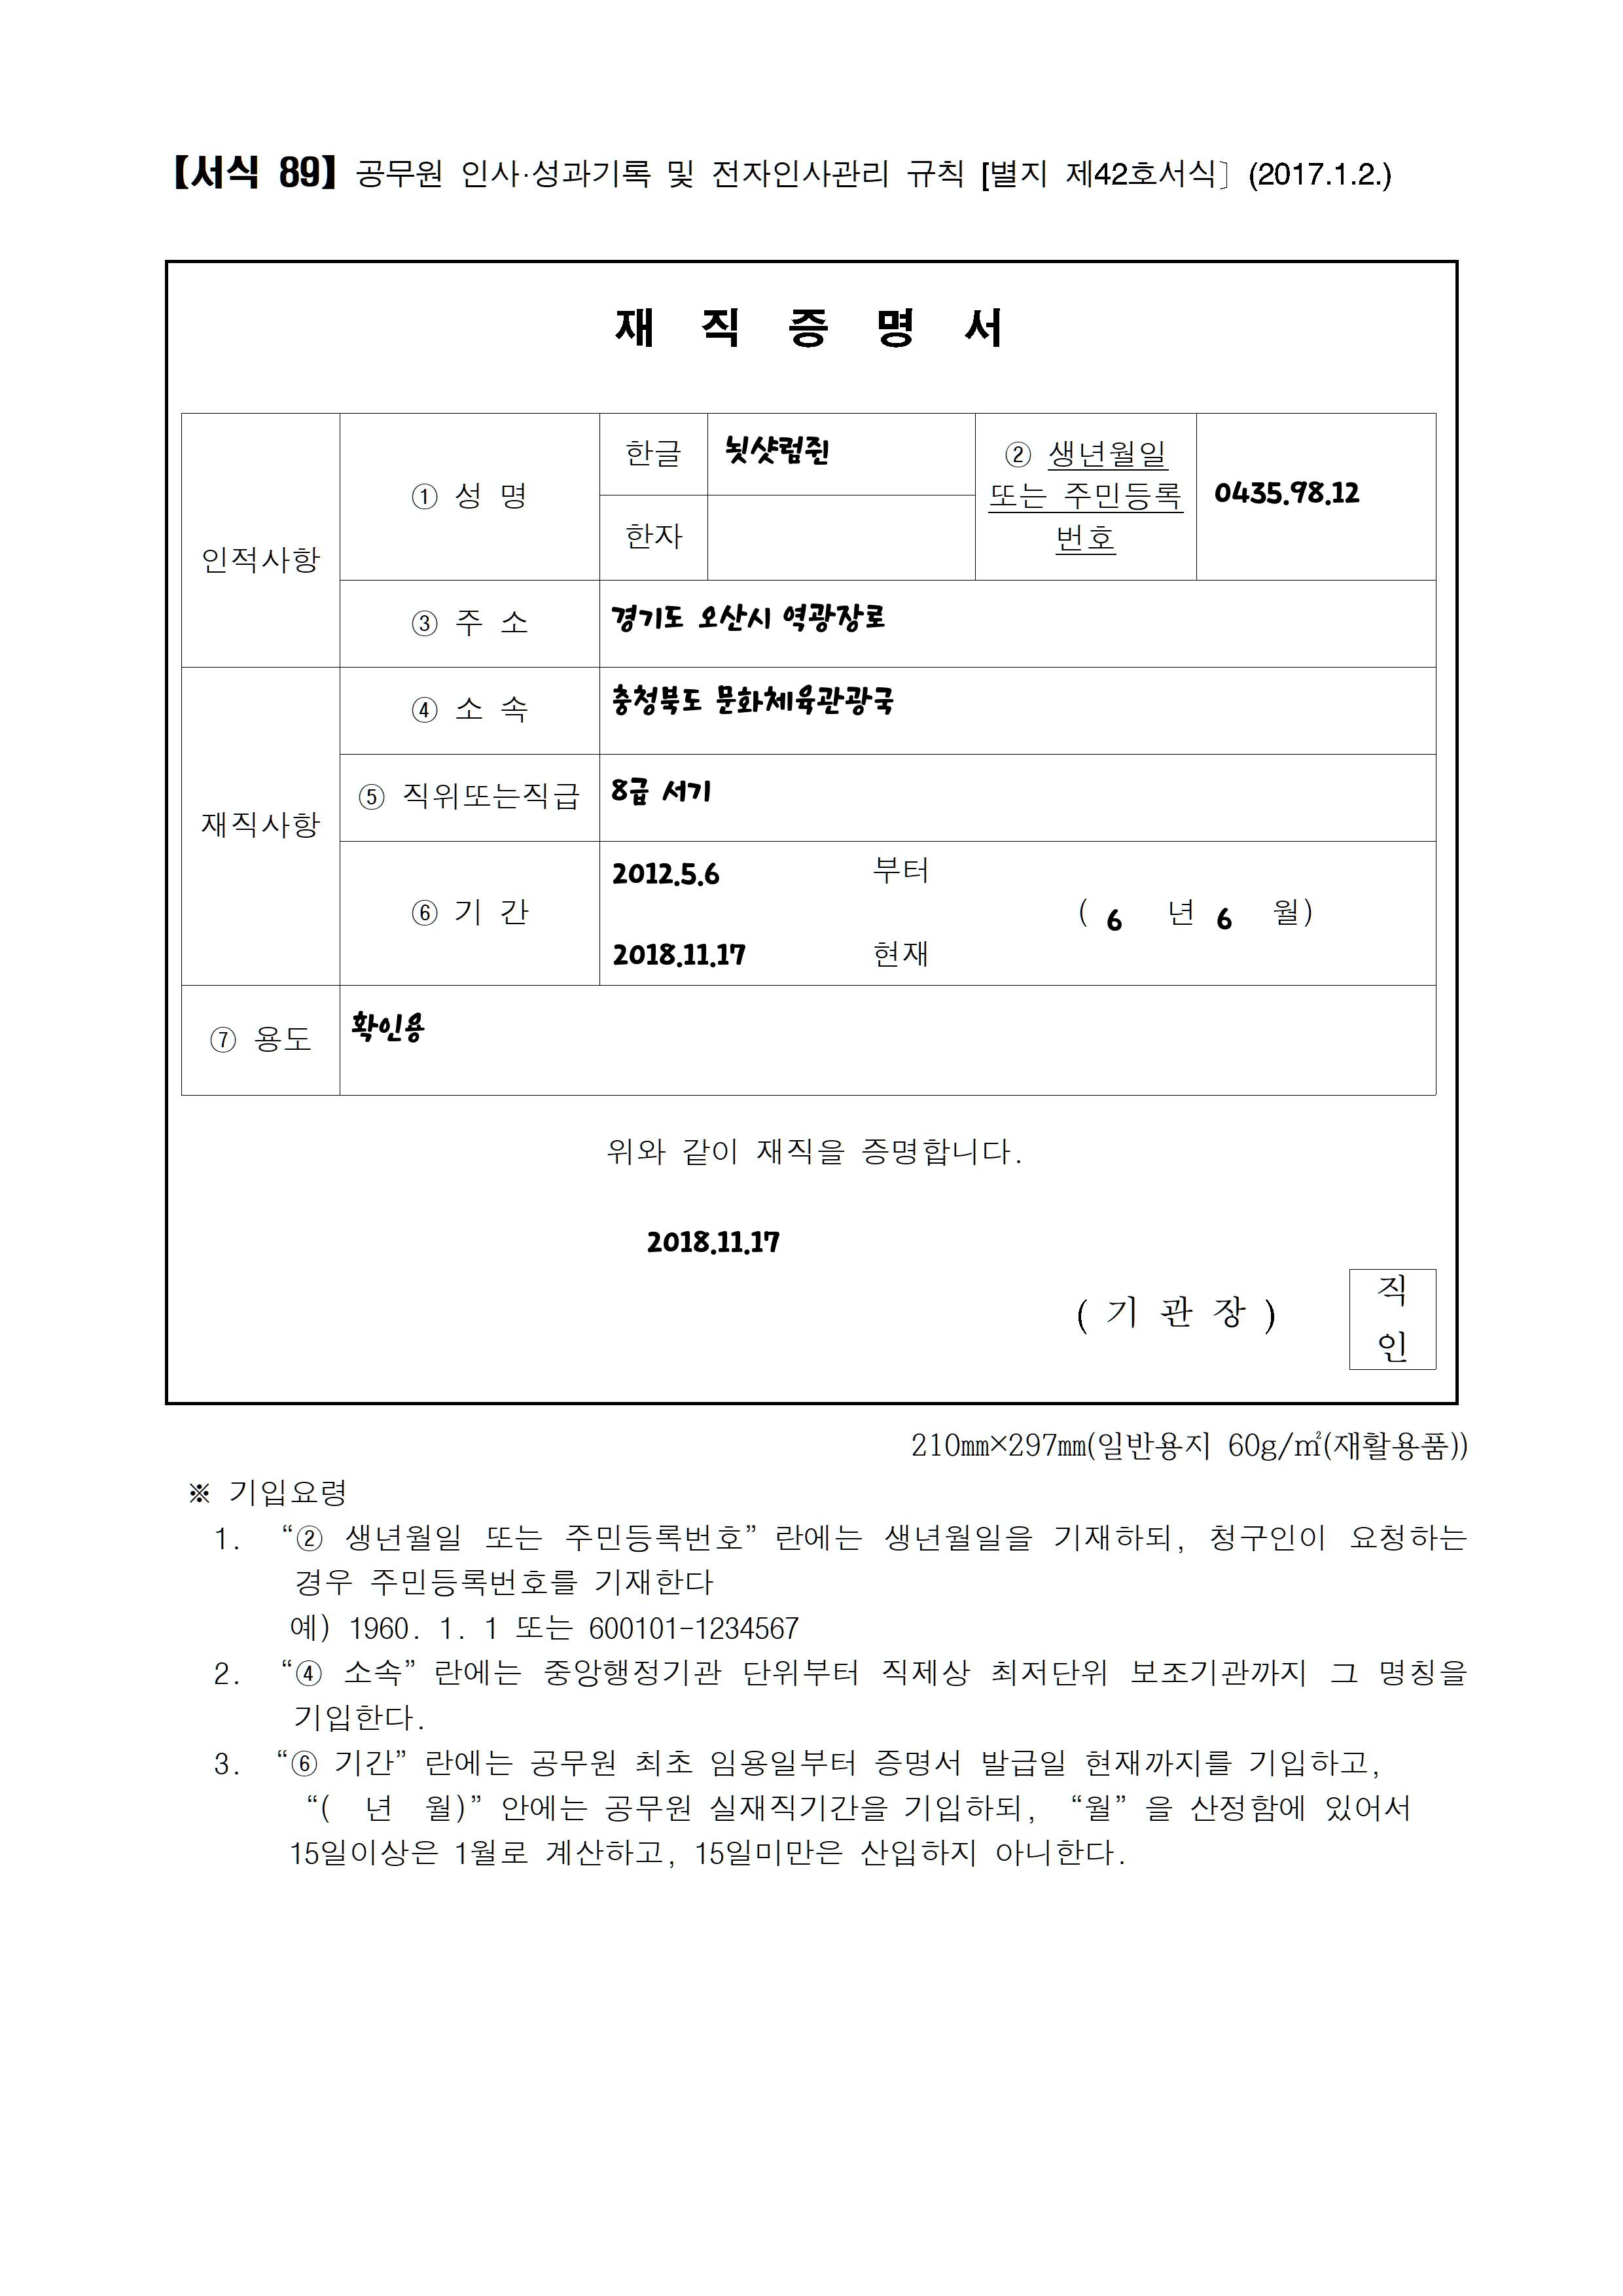 【서식 89】 공무원 인사·성과기록 및 전자인사관리 규칙 [별지 제42호서식] (2017.1.2.)
재 직 증 명 서
인적사항
① 성 명
한글
뇟샷럼쥔
한자
② 생년월일
또는 주민등록
번호
0435.98.12
③ 주 소
경기도 오산시 역광장로
재직사항
④ 소 속
충청북도 문화체육관광국
⑤ 직위또는직급
8급 서기
⑥ 기 간
2012.5.6 부터
( 6 년 6 월)
2018.11.17 현재
⑦ 용도
확인용
위와 같이 재직을 증명합니다.
2018.11.17
( 기 관 장 )
직
인
210㎜×297㎜(일반용지 60g/㎡(재활용품))
※ 기입요령
1. “② 생년월일 또는 주민등록번호” 란에는 생년월일을 기재하되, 청구인이 요청하는
경우 주민등록번호를 기재한다
예) 1960. 1. 1 또는 600101-1234567
2. “④ 소속” 란에는 중앙행정기관 단위부터 직제상 최저단위 보조기관까지 그 명칭을
기입한다.
3. “⑥ 기간” 란에는 공무원 최초 임용일부터 증명서 발급일 현재까지를 기입하고,
“( 년 월)” 안에는 공무원 실재직기간을 기입하되, “월” 을 산정함에 있어서
15일이상은 1월로 계산하고, 15일미만은 산입하지 아니한다.